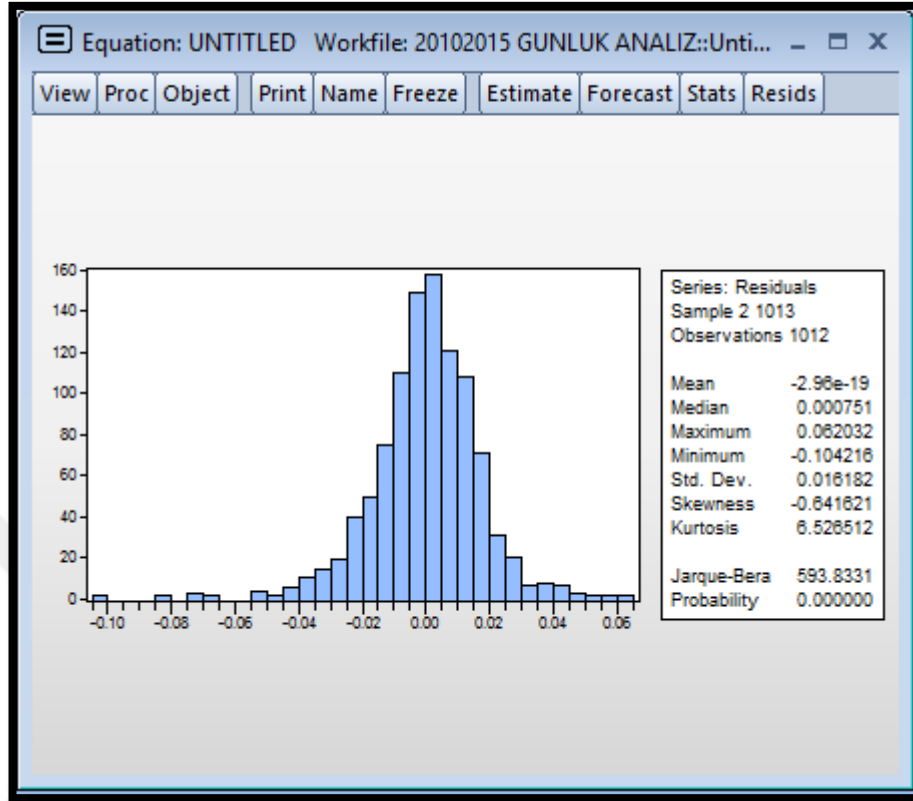 Equation: UNTITLED Workfile: 20102015 GUNLUK ANALIZ::Unti...
View Proc Object Print Name Freeze Estimate Forecast Stats Resids
160
140
120
100
80
60
40
20
0
-0.10 -0.08 -0.06 -0.04 -0.02 0.00 0.02 0.04 0.06
Series: Residuals
Sample 2 1013
Observations 1012
Mean -2.96e-19
Median 0.000751
Maximum 0.062032
Minimum -0.104216
Std. Dev. 0.016182
Skewness -0.641621
Kurtosis 6.526512
Jarque-Bera 593.8331
Probability 0.000000